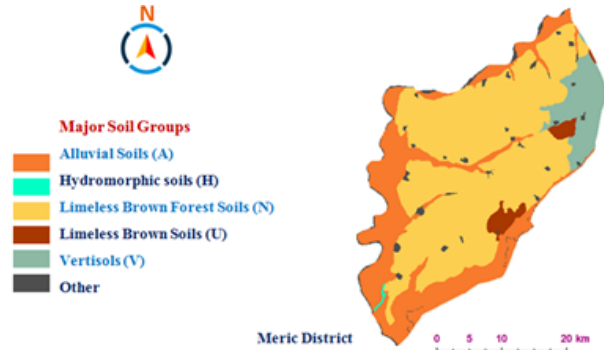 N
Major Soil Groups
Alluvial Soils (A)
Hydromorphic soils (H)
Limeless Brown Forest Soils (N)
Limeless Brown Soils (U)
Vertisols (V)
Other
Meric District
0 5 10 20 km